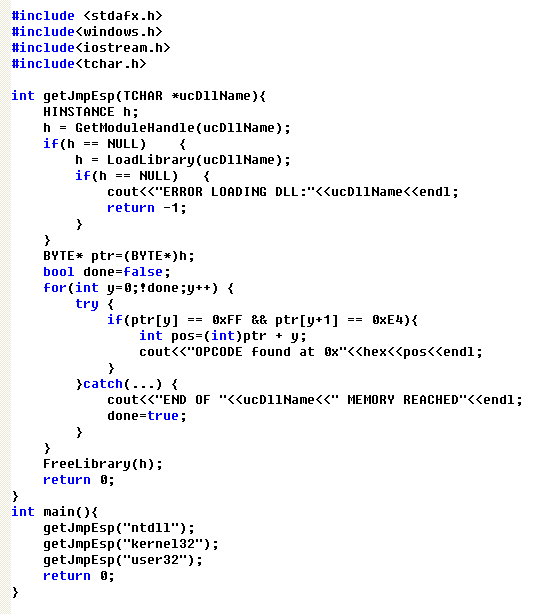 #include <stdafx.h>
#include<windows.h>
#include<iostream.h>
#include<tchar.h>
int getJmpEsp(TCHAR *ucDllName){
    HINSTANCE h;
    h = GetModuleHandle(ucDllName);
    if(h == NULL)    {
        h = LoadLibrary(ucDllName);
        if(h == NULL)   {
            cout<<"ERROR LOADING DLL:"<<ucDllName<<endl;
            return -1;
        }
    }
    BYTE* ptr=(BYTE*)h;
    bool done=false;
    for(int y=0;!done;y++) {
        try {
            if(ptr[y] == 0xFF && ptr[y+1] == 0xE4){
                int pos=(int)ptr + y;
                cout<<"OPCODE found at 0x"<<hex<<pos<<endl;
            }
        }catch(...) {
            cout<<"END OF "<<ucDllName<<" MEMORY REACHED"<<endl;
            done=true;
        }
    }
    FreeLibrary(h);
    return 0;
}
int main(){
    getJmpEsp("ntdll");
    getJmpEsp("kernel32");
    getJmpEsp("user32");
    return 0;
}